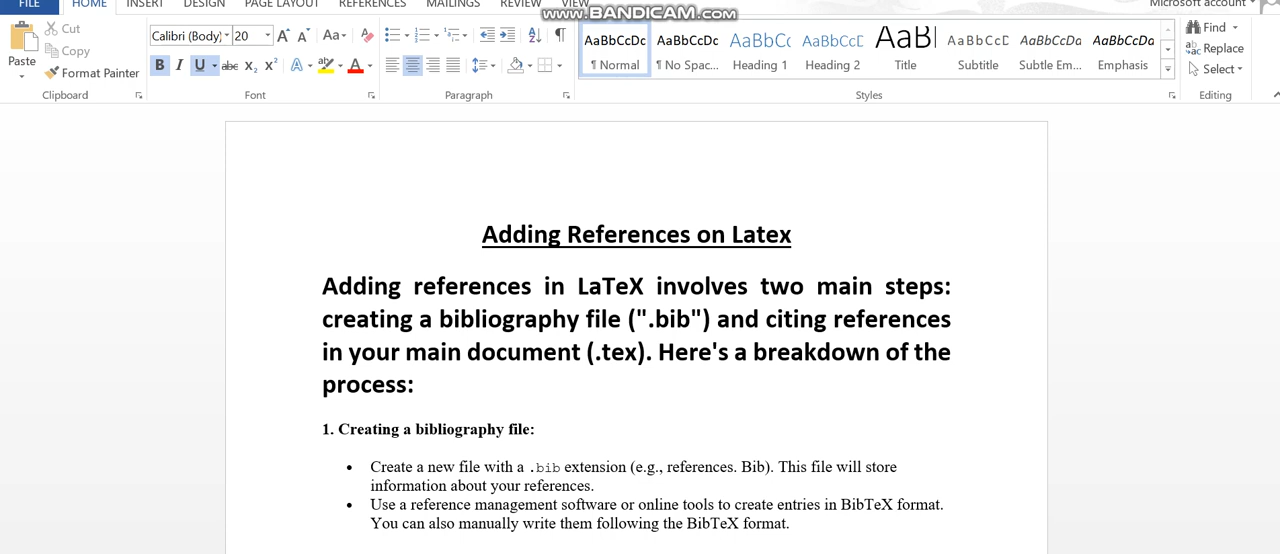 FILE HOME INSERT DESIGN PAGE LAYOUT REFERENCES MAILINGS REVIEW VIEW Microsoft account
www.BANDICAM.com
Cut
Copy
Format Painter
Paste
Clipboard
Calibri (Body) 20 Aa
B I U abc X₂ X² A ab A
Font
Paragraph
AaBbCcDc AaBbCcDc AaBbCc AaBbCcD AaBl AaBbCcD AaBbCcDa AaBbCcDa
¶ Normal ¶ No Spac... Heading 1 Heading 2 Title Subtitle Subtle Em... Emphasis
Styles
Find
Replace
Select
Editing
Adding References on Latex
Adding references in LaTeX involves two main steps:
creating a bibliography file (".bib") and citing references
in your main document (.tex). Here's a breakdown of the
process:
1. Creating a bibliography file:
• Create a new file with a .bib extension (e.g., references. Bib). This file will store
information about your references.
• Use a reference management software or online tools to create entries in BibTeX format.
You can also manually write them following the BibTeX format.